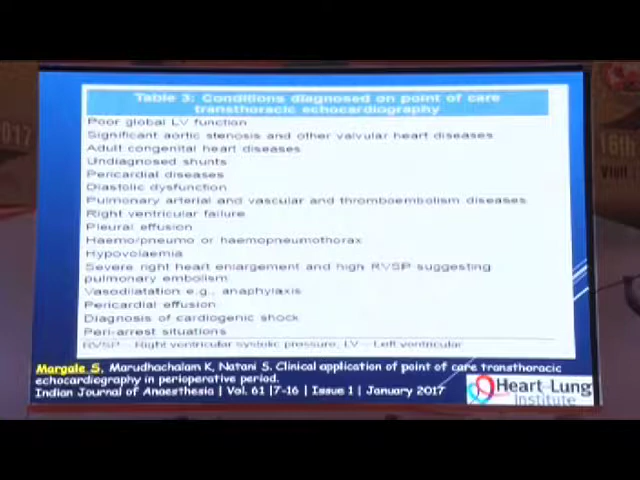 Table 3: Conditions diagnosed on point of care
transthoracic echocardiography
Poor global LV function
Significant aortic stenosis and other valvular heart diseases
Adult congenital heart diseases
Undiagnosed shunts
Pericardial diseases
Diastolic dysfunction
Pulmonary arterial and vascular and thromboembolism diseases
Right ventricular failure
Pleural effusion
Haemo/pneumo or haemopneumothorax
Hypovolaemia
Severe right heart enlargement and high RVSP suggesting
pulmonary embolism
Vasodilatation e.g., anaphylaxis
Pericardial effusion
Diagnosis of cardiogenic shock
Peri-arrest situations
RVSP – Right ventricular systolic pressure, LV – Left ventricular
Margale S, Marudhachalam K, Natani S. Clinical application of point of care transthoracic
echocardiography in perioperative period.
Indian Journal of Anaesthesia | Vol. 61 |7-16 | Issue 1 | January 2017
Heart-Lung
Institute
2017
16th